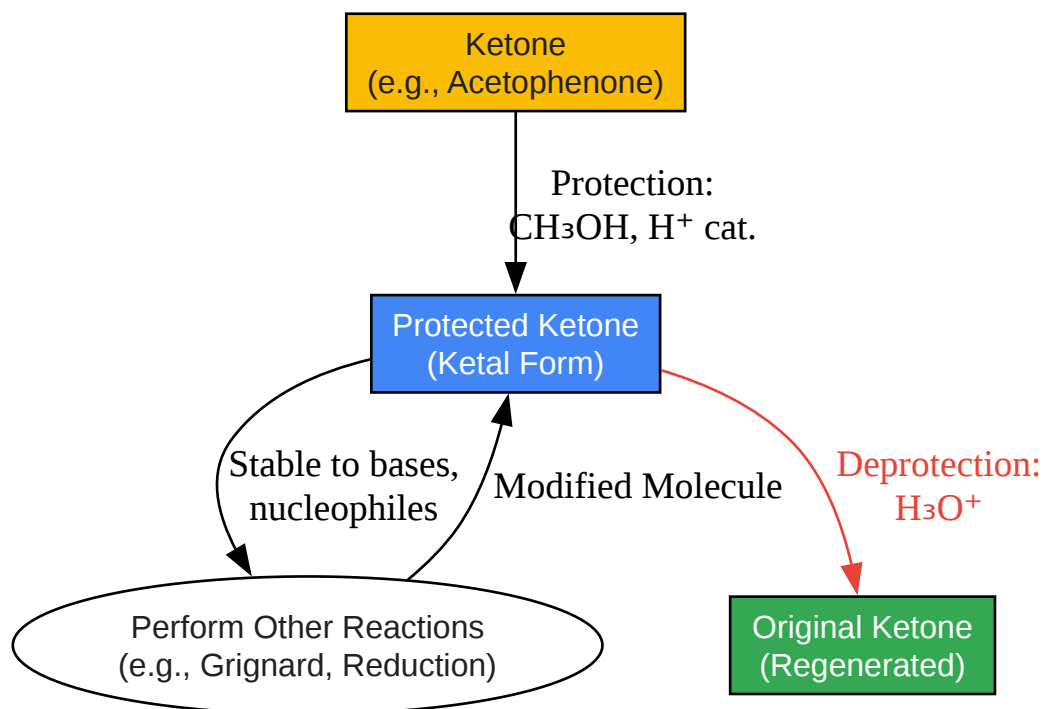 Ketone
(e.g., Acetophenone)
Protection:
CH₃OH, H⁺ cat.
Protected Ketone
(Ketal Form)
Stable to bases,
nucleophiles
Modified Molecule
Deprotection:
H₃O⁺
Perform Other Reactions
(e.g., Grignard, Reduction)
Original Ketone
(Regenerated)